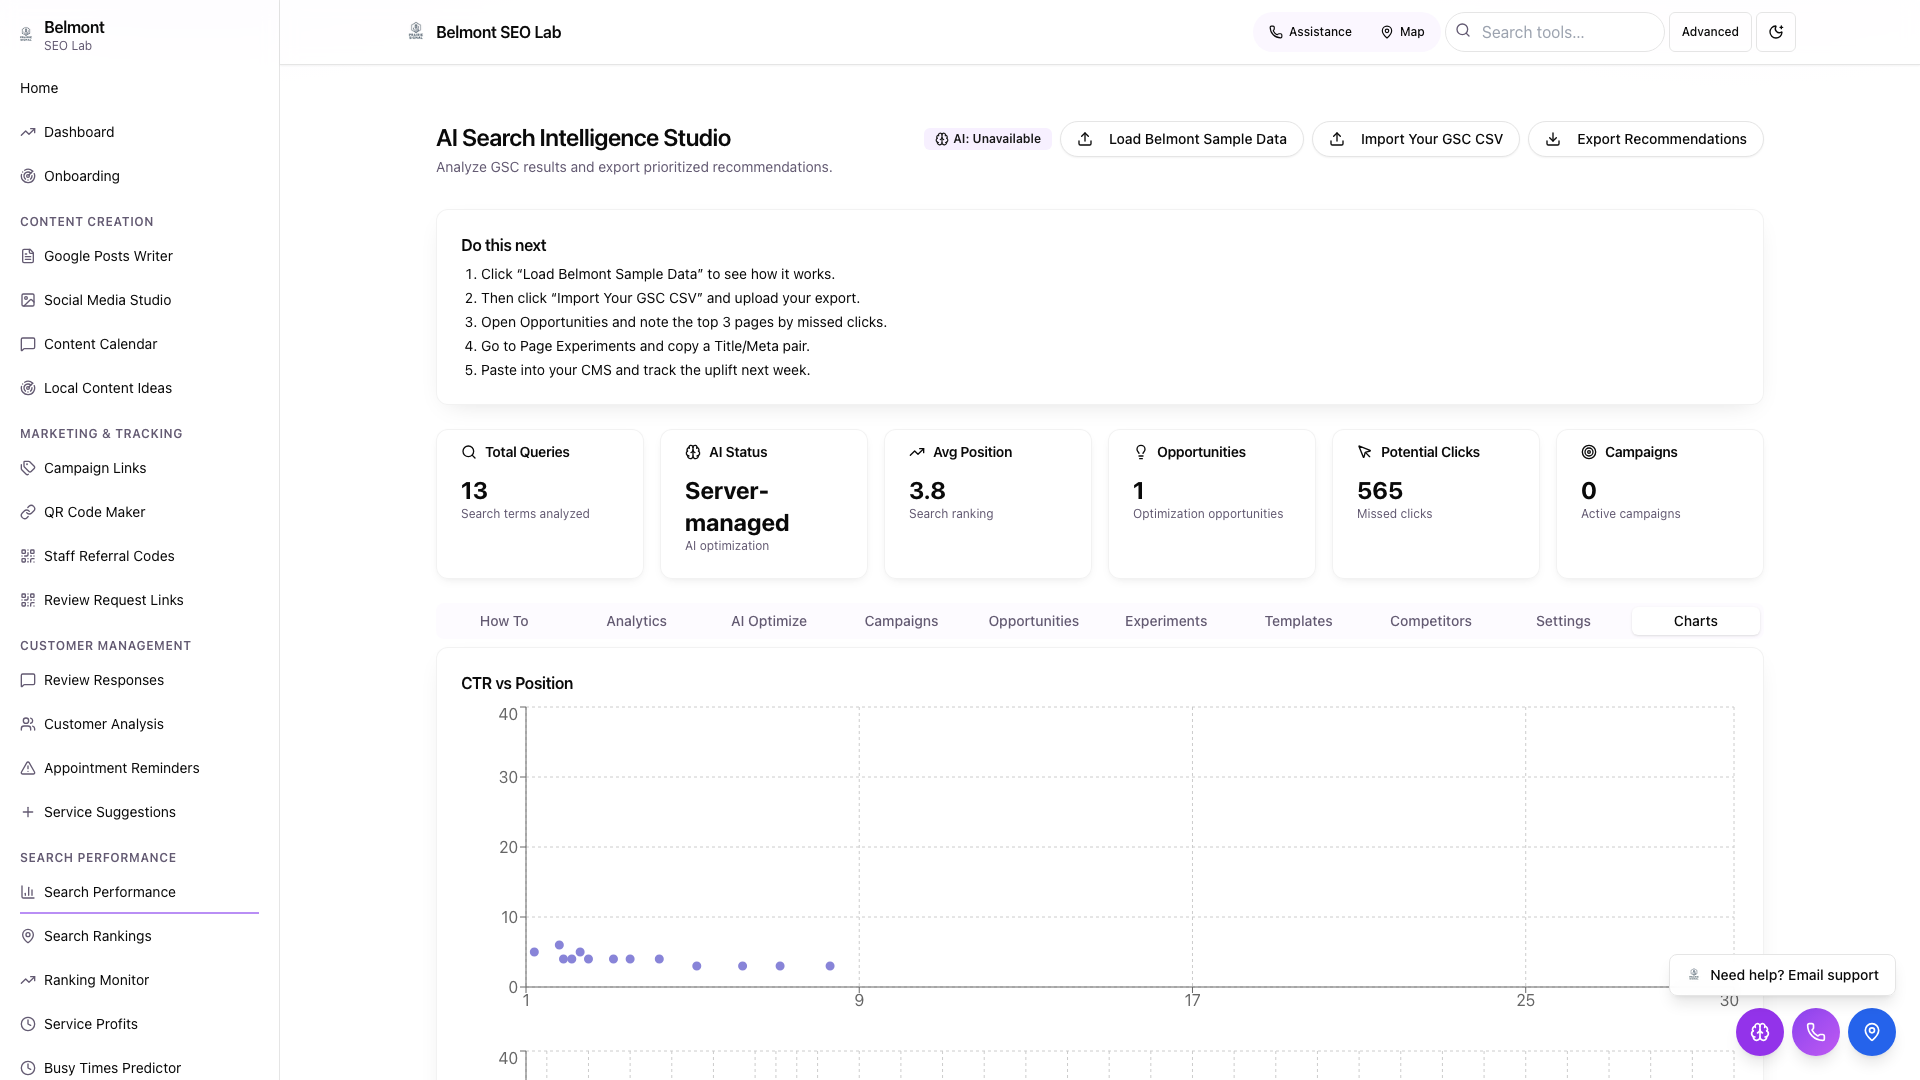 Belmont
SEO Lab
Home
Dashboard
Onboarding
CONTENT CREATION
Google Posts Writer
Social Media Studio
Content Calendar
Local Content Ideas
MARKETING & TRACKING
Campaign Links
QR Code Maker
Staff Referral Codes
Review Request Links
CUSTOMER MANAGEMENT
Review Responses
Customer Analysis
Appointment Reminders
Service Suggestions
SEARCH PERFORMANCE
Search Performance
Search Rankings
Ranking Monitor
Service Profits
Busy Times Predictor
Belmont SEO Lab
Assistance
Map
Search tools...
Advanced
AI Search Intelligence Studio
Analyze GSC results and export prioritized recommendations.
AI: Unavailable
Load Belmont Sample Data
Import Your GSC CSV
Export Recommendations
Do this next
1. Click “Load Belmont Sample Data” to see how it works.
2. Then click “Import Your GSC CSV” and upload your export.
3. Open Opportunities and note the top 3 pages by missed clicks.
4. Go to Page Experiments and copy a Title/Meta pair.
5. Paste into your CMS and track the uplift next week.
Total Queries
13
Search terms analyzed
AI Status
Server-
managed
AI optimization
Avg Position
3.8
Search ranking
Opportunities
1
Optimization opportunities
Potential Clicks
565
Missed clicks
Campaigns
0
Active campaigns
How To
Analytics
AI Optimize
Campaigns
Opportunities
Experiments
Templates
Competitors
Settings
Charts
CTR vs Position
40
30
20
10
0
1
9
17
25
30
40
Need help? Email support